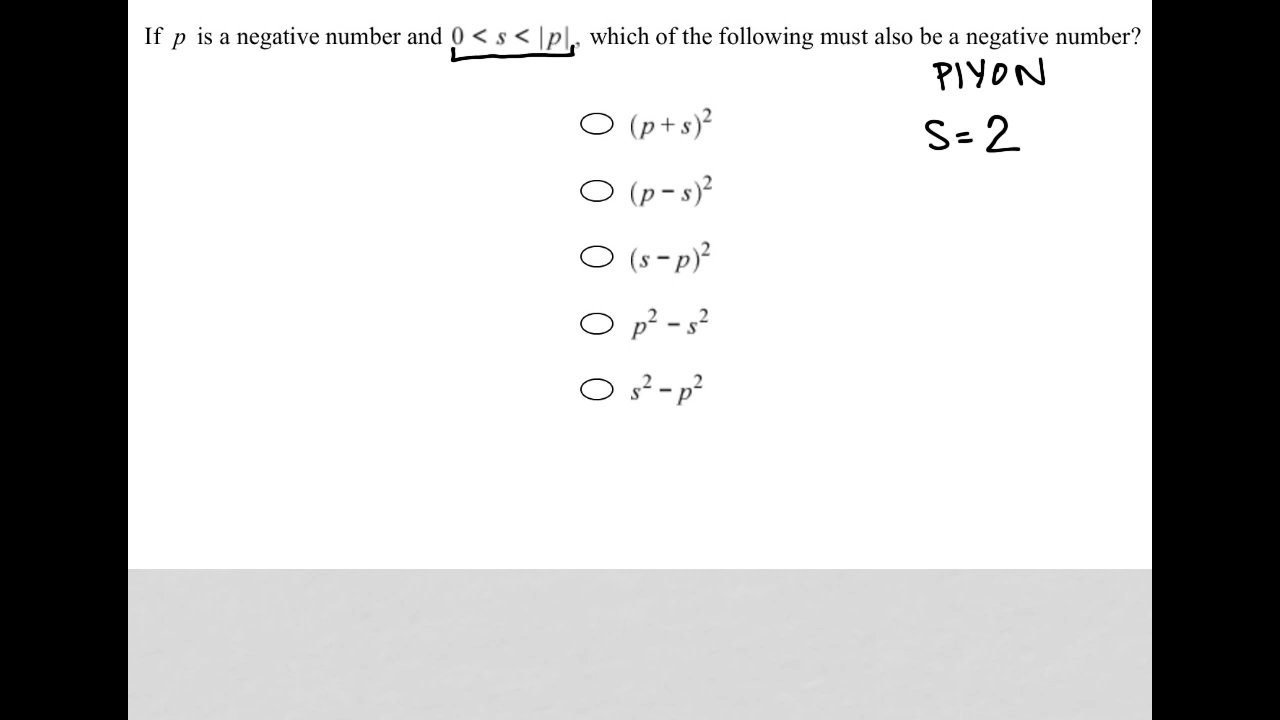 If p is a negative number and 0 < s < |p|, which of the following must also be a negative number?
PIYON
S = 2
(p + s)²
(p − s)²
(s − p)²
p² − s²
s² − p²